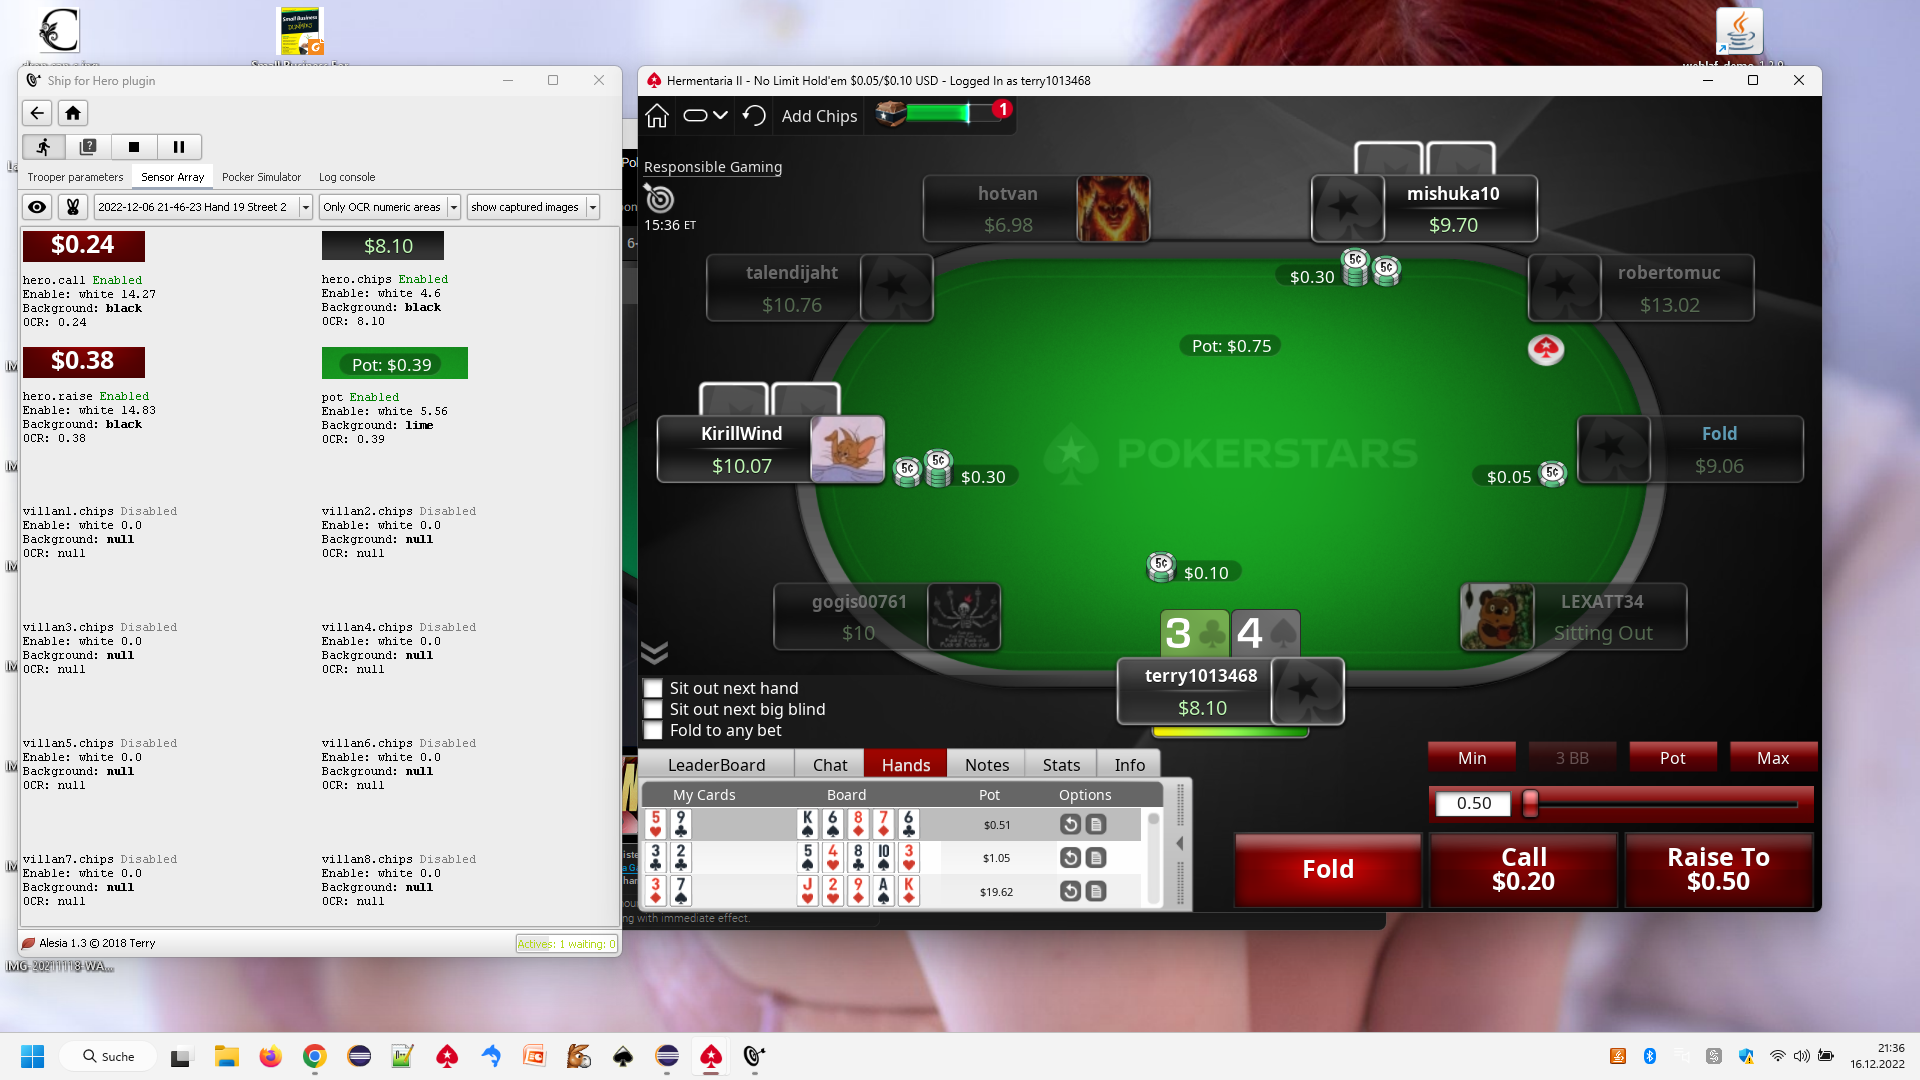 Ship for Hero plugin
Trooper parameters
Sensor Array
Pocker Simulator
Log console
2022-12-06 21-46-23 Hand 19 Street 2
Only OCR numeric areas
show captured images
$0.24
hero.call Enabled
Enable: white 14.27
Background: black
OCR: 0.24
$8.10
hero.chips Enabled
Enable: white 4.6
Background: black
OCR: 8.10
$0.38
hero.raise Enabled
Enable: white 14.83
Background: black
OCR: 0.38
Pot: $0.39
pot Enabled
Enable: white 5.56
Background: lime
OCR: 0.39
villan1.chips Disabled
Enable: white 0.0
Background: null
OCR: null
villan2.chips Disabled
Enable: white 0.0
Background: null
OCR: null
villan3.chips Disabled
Enable: white 0.0
Background: null
OCR: null
villan4.chips Disabled
Enable: white 0.0
Background: null
OCR: null
villan5.chips Disabled
Enable: white 0.0
Background: null
OCR: null
villan6.chips Disabled
Enable: white 0.0
Background: null
OCR: null
villan7.chips Disabled
Enable: white 0.0
Background: null
OCR: null
villan8.chips Disabled
Enable: white 0.0
Background: null
OCR: null
Alesia 1.3 © 2018 Terry
Actives: 1 waiting: 0
IMG-20211118-WA...
Hermentaria II - No Limit Hold'em $0.05/$0.10 USD - Logged In as terry1013468
Add Chips
1
Responsible Gaming
15:36 ET
hotvan
$6.98
mishuka10
$9.70
talendijaht
$10.76
robertomuc
$13.02
$0.30
Pot: $0.75
KirillWind
$10.07
$0.30
POKERSTARS
Fold
$9.06
$0.05
$0.10
gogis00761
$10
3 4
LEXATT34
Sitting Out
terry1013468
$8.10
Sit out next hand
Sit out next big blind
Fold to any bet
LeaderBoard
Chat
Hands
Notes
Stats
Info
My Cards
Board
Pot
Options
5 9 K 6 8 7 6 $0.51
3 2 5 4 8 10 3 $1.05
3 7 J 2 9 A K $19.62
ng with immediate effect.
Min
3 BB
Pot
Max
0.50
Fold
Call
$0.20
Raise To
$0.50
Small Business
DUMMIES
Suche
21:36
16.12.2022